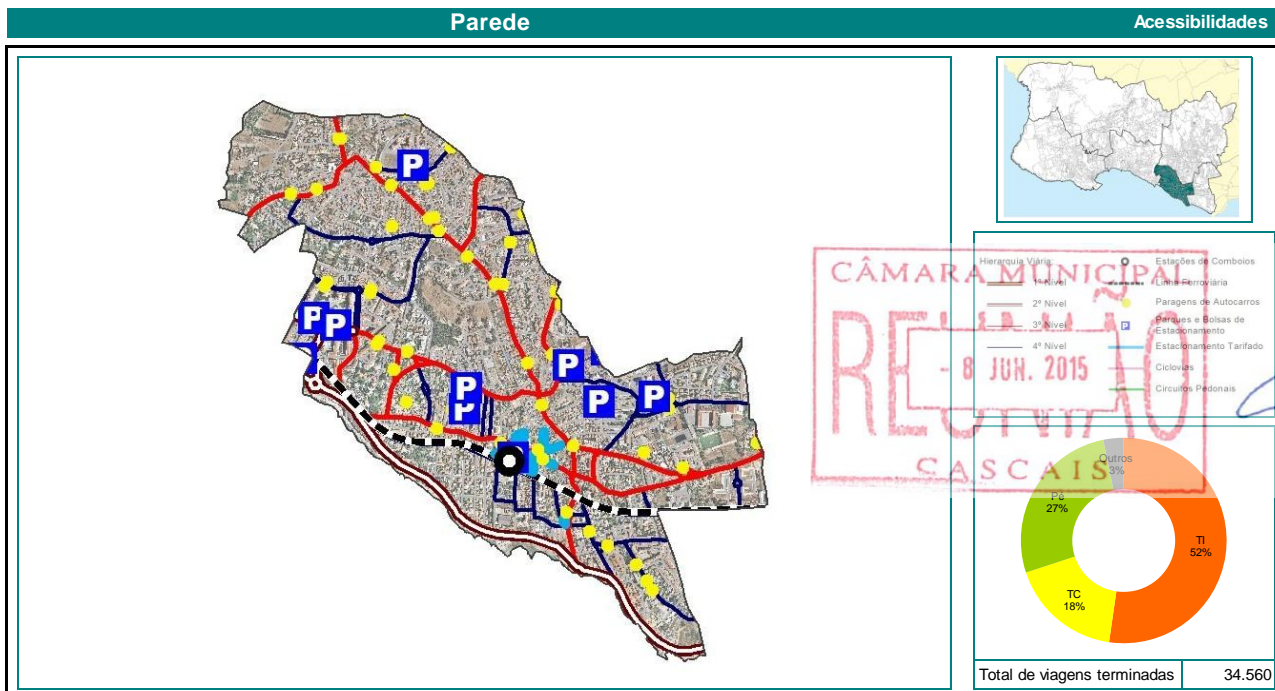 Parede
Acessibilidades
P
P
P
P
P
P
P
P
Hierarquia Viária:
1º Nível
2º Nível
3º Nível
4º Nível
Estações de Comboios
Linha Ferroviária
Paragens de Autocarros
P
Parques e Bolsas de
Estacionamento
Estacionamento Tarifado
Ciclovias
Circuitos Pedonais
CÂMARA MUNICIPAL
REUNIÃO
- 8 JUN. 2015
CASCAIS
Outros
3%
Pé
27%
TI
52%
TC
18%
Total de viagens terminadas
34.560